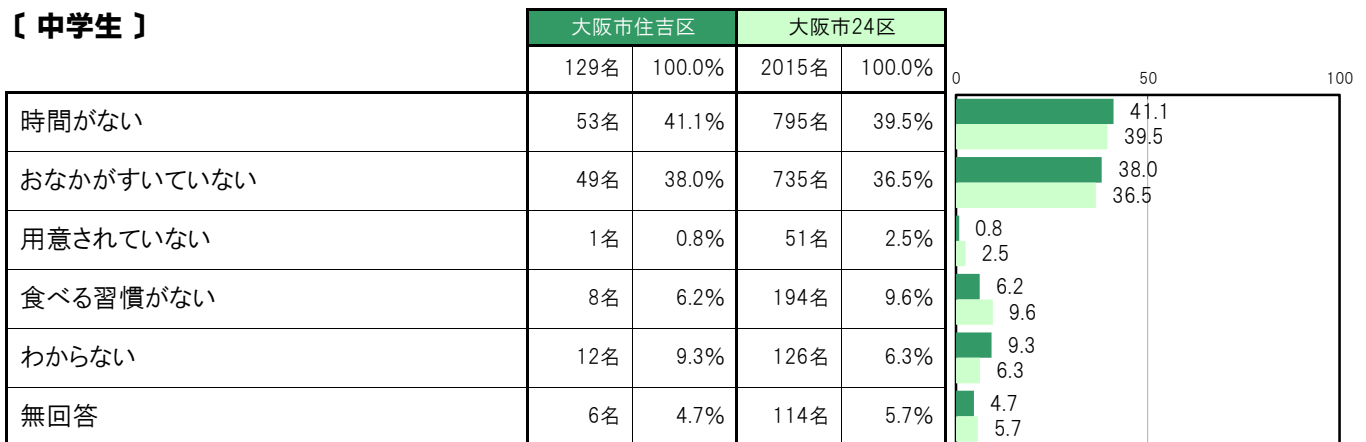 〔 中学生 〕
大阪市住吉区 大阪市24区
129名 100.0% 2015名 100.0%
0 50 100
時間がない 53名 41.1% 795名 39.5%
41.1
39.5
おなかがすいていない 49名 38.0% 735名 36.5%
38.0
36.5
用意されていない 1名 0.8% 51名 2.5%
0.8
2.5
食べる習慣がない 8名 6.2% 194名 9.6%
6.2
9.6
わからない 12名 9.3% 126名 6.3%
9.3
6.3
無回答 6名 4.7% 114名 5.7%
4.7
5.7